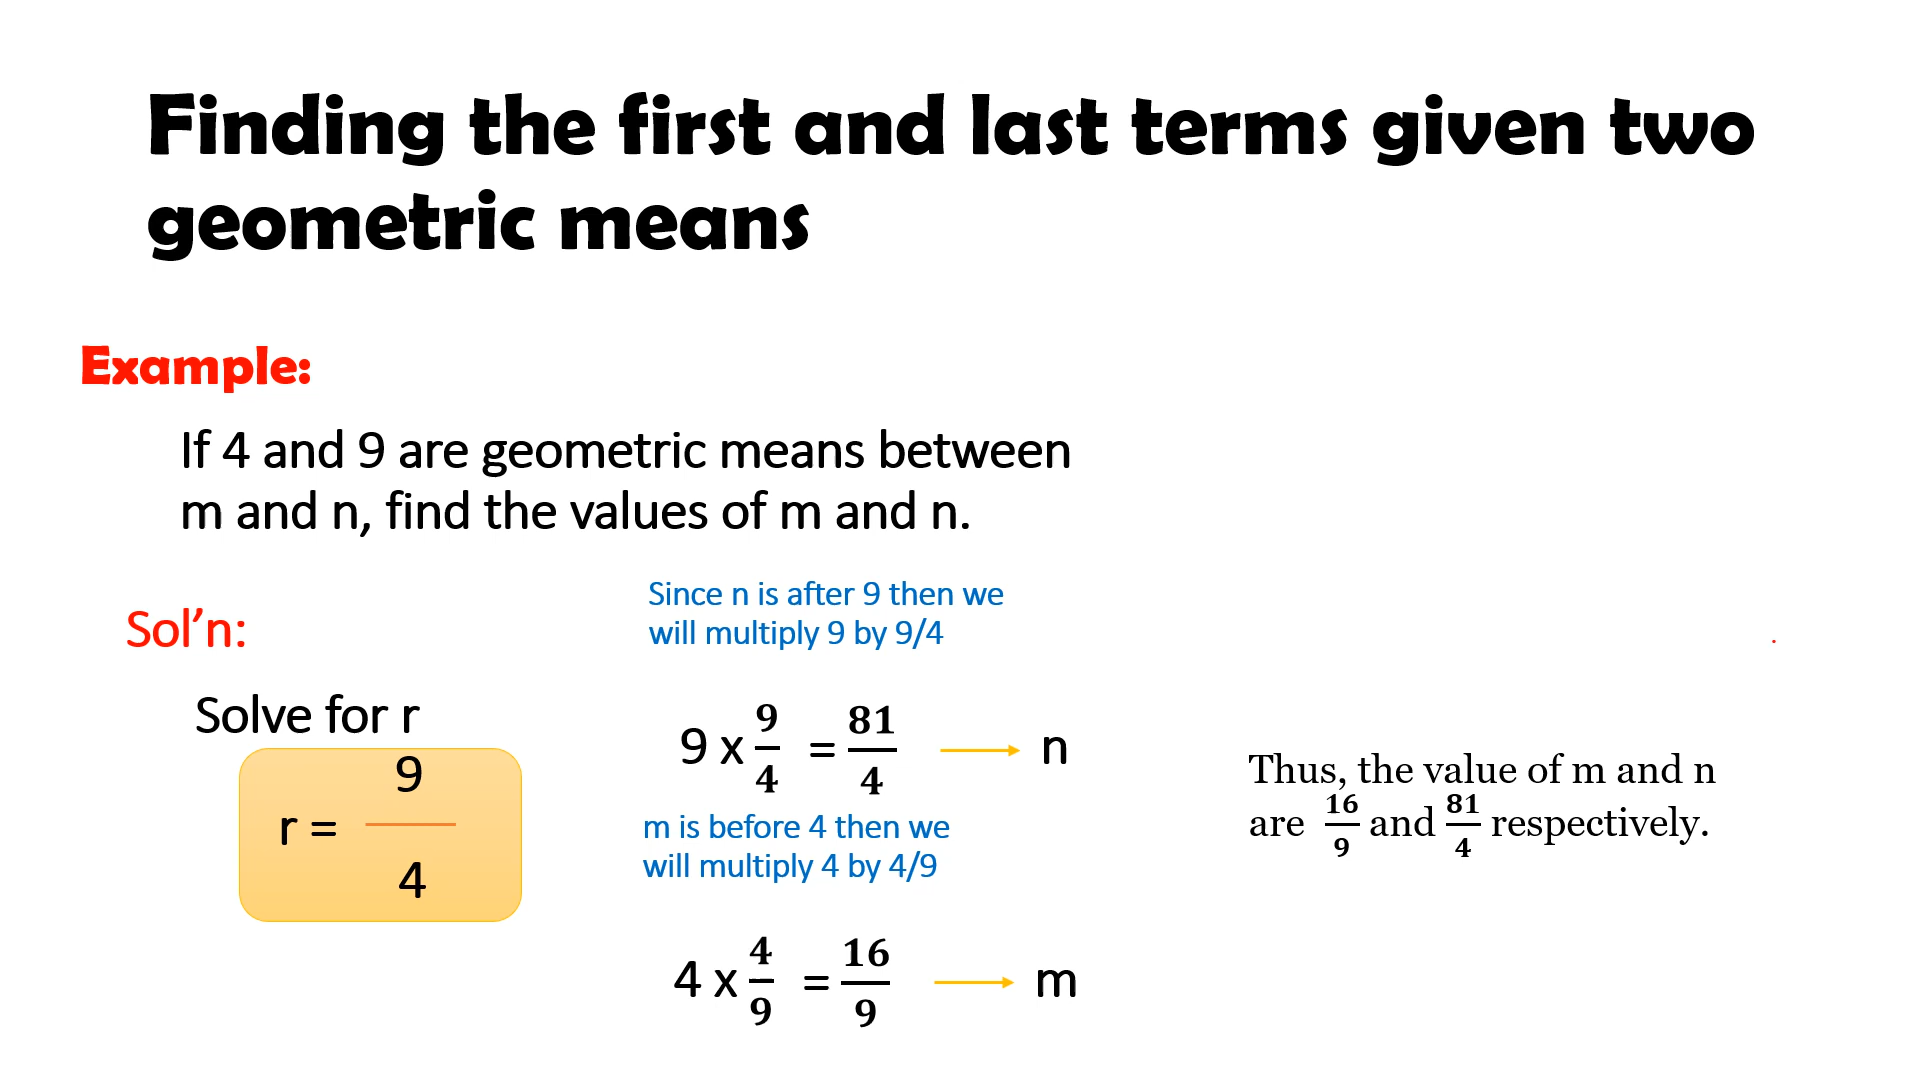 Finding the first and last terms given two
geometric means
Example:
If 4 and 9 are geometric means between
m and n, find the values of m and n.
Sol’n:
Solve for r
r = 9/4
Since n is after 9 then we
will multiply 9 by 9/4
9 x 9/4 = 81/4 → n
m is before 4 then we
will multiply 4 by 4/9
4 x 4/9 = 16/9 → m
Thus, the value of m and n
are 16/9 and 81/4 respectively.